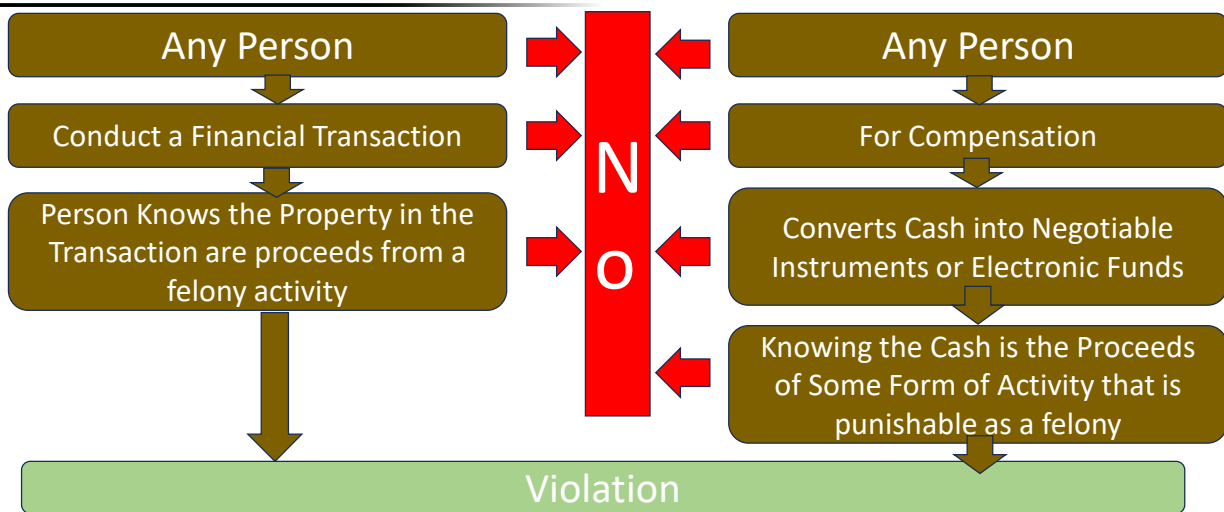 Any Person
Conduct a Financial Transaction
Person Knows the Property in the
Transaction are proceeds from a
felony activity
N
o
Any Person
For Compensation
Converts Cash into Negotiable
Instruments or Electronic Funds
Knowing the Cash is the Proceeds
of Some Form of Activity that is
punishable as a felony
Violation